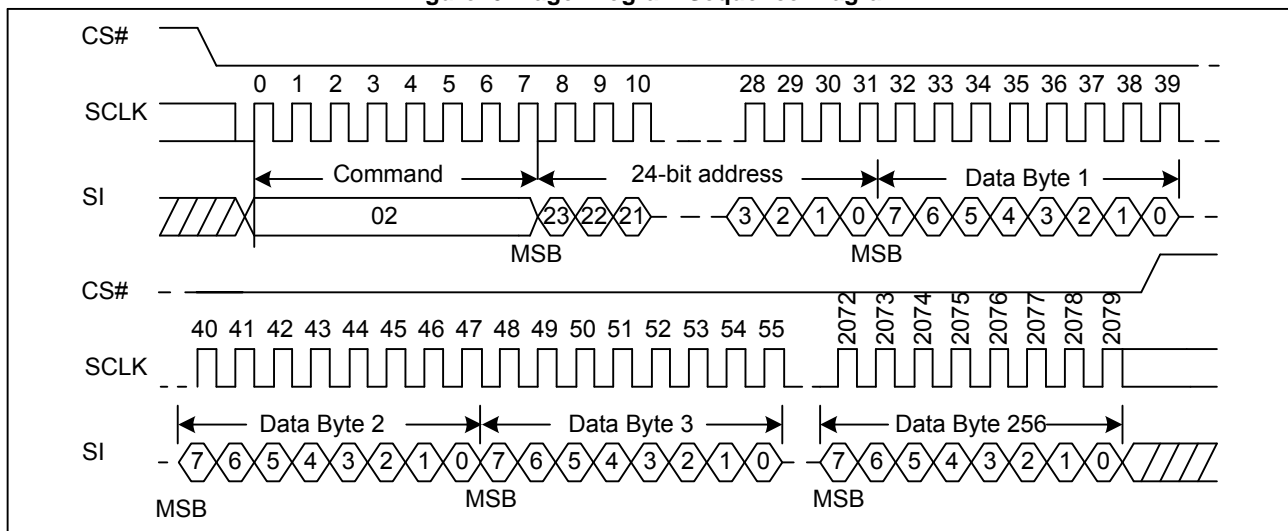 CS#
0 1 2 3 4 5 6 7 8 9 10 28 29 30 31 32 33 34 35 36 37 38 39
SCLK
Command 24-bit address Data Byte 1
SI
02 23 22 21 3 2 1 0 7 6 5 4 3 2 1 0
MSB MSB
CS#
40 41 42 43 44 45 46 47 48 49 50 51 52 53 54 55 2072 2073 2074 2075 2076 2077 2078 2079
SCLK
Data Byte 2 Data Byte 3 Data Byte 256
SI
7 6 5 4 3 2 1 0 7 6 5 4 3 2 1 0 7 6 5 4 3 2 1 0
MSB MSB MSB